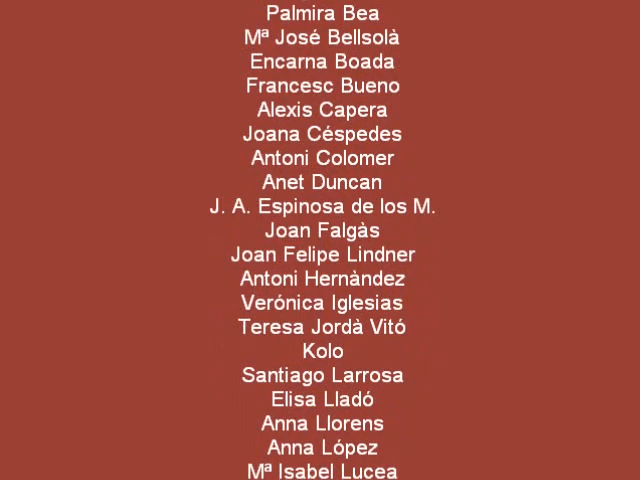 Palmira Bea
Mª José Bellsolà
Encarna Boada
Francesc Bueno
Alexis Capera
Joana Céspedes
Antoni Colomer
Anet Duncan
J. A. Espinosa de los M.
Joan Falgàs
Joan Felipe Lindner
Antoni Hernàndez
Verónica Iglesias
Teresa Jordà Vitó
Kolo
Santiago Larrosa
Elisa Lladó
Anna Llorens
Anna López
Mª Isabel Lucea